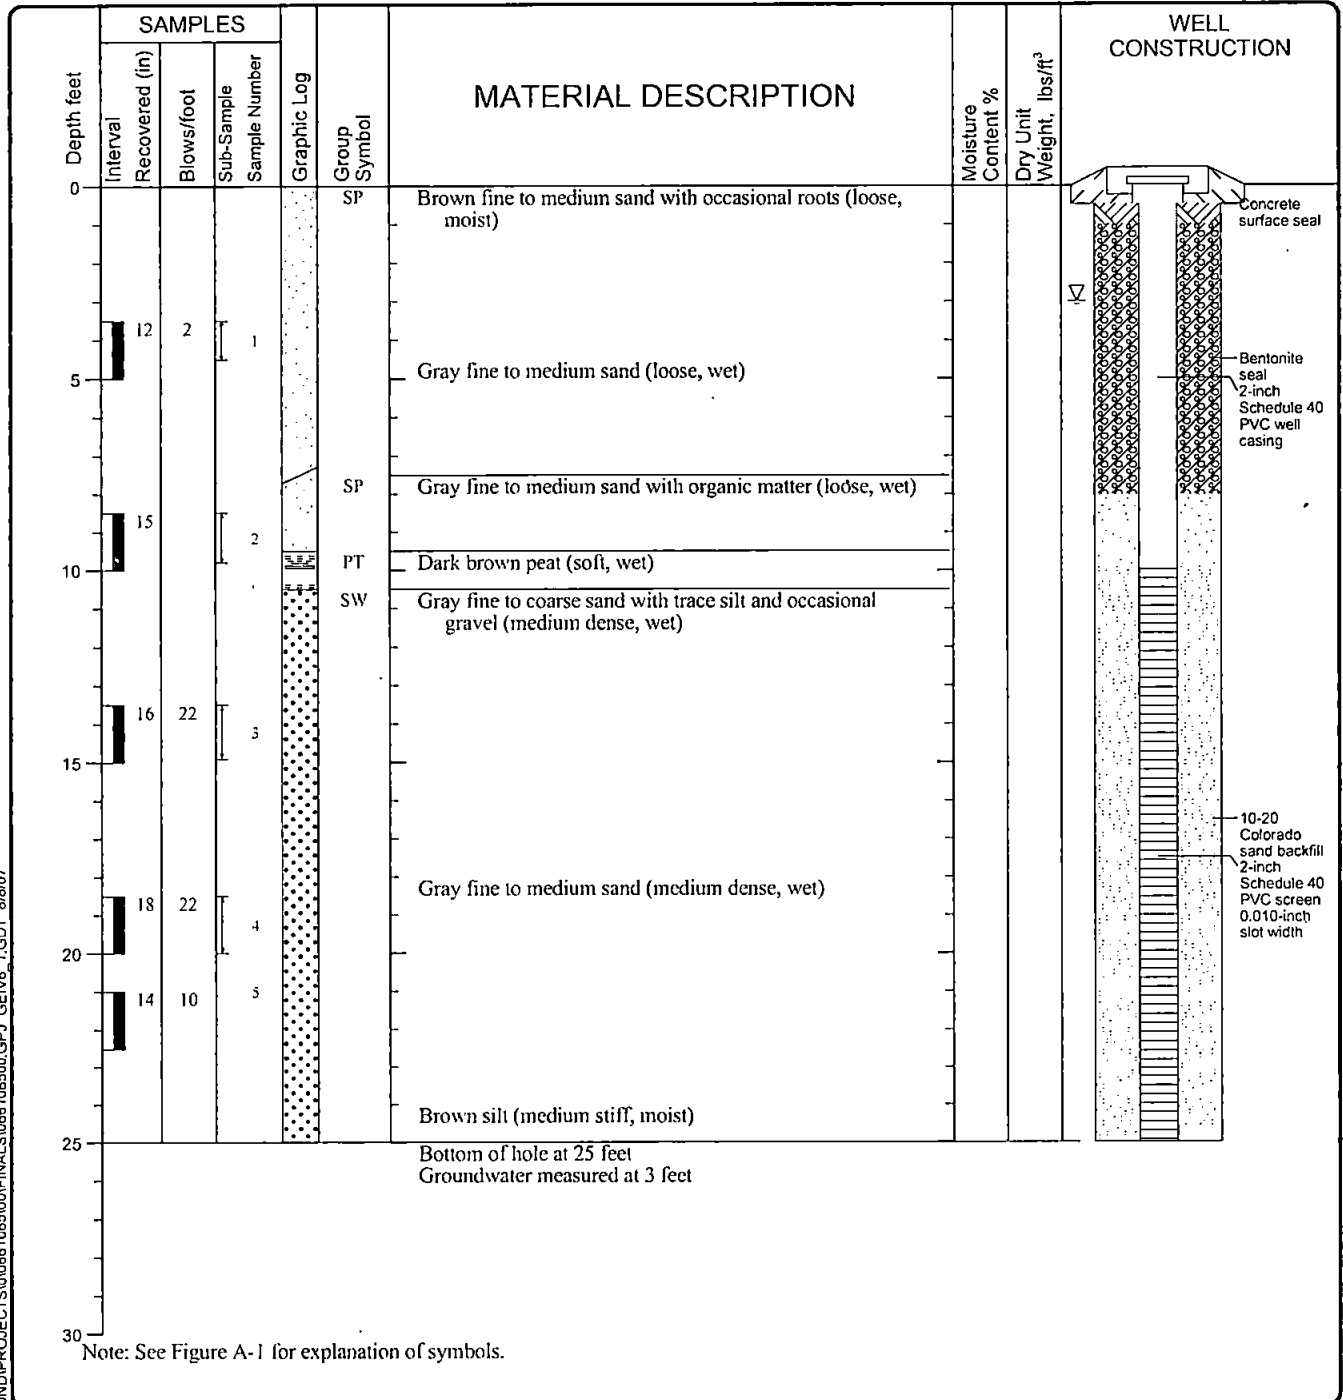 SAMPLES
Depth feet
Interval
Recovered (in)
Blows/foot
Sub-Sample
Sample Number
Graphic Log
Group
Symbol
MATERIAL DESCRIPTION
Moisture
Content %
Dry Unit
Weight, lbs/ft³
WELL
CONSTRUCTION
0
SP
Brown fine to medium sand with occasional roots (loose,
moist)
Concrete
surface seal
12 2 1
5
Gray fine to medium sand (loose, wet)
Bentonite
seal
2-inch
Schedule 40
PVC well
casing
SP
Gray fine to medium sand with organic matter (loose, wet)
15 2
10
PT
Dark brown peat (soft, wet)
SW
Gray fine to coarse sand with trace silt and occasional
gravel (medium dense, wet)
16 22 3
15
10-20
Colorado
sand backfill
2-inch
Schedule 40
PVC screen
0.010-inch
slot width
Gray fine to medium sand (medium dense, wet)
18 22 4
20
14 10 5
Brown silt (medium stiff, moist)
25
Bottom of hole at 25 feet
Groundwater measured at 3 feet
30
Note: See Figure A-1 for explanation of symbols.